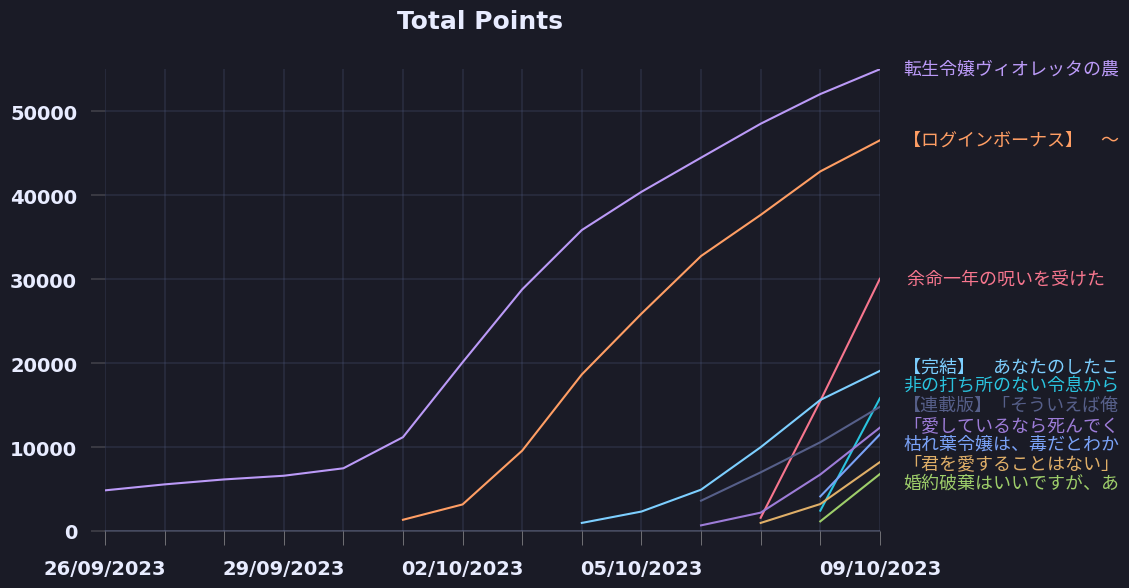 Total Points
転生令嬢ヴィオレッタの農
50000
【ログインボーナス】　～
40000
30000
余命一年の呪いを受けた
20000
【完結】　あなたのしたこ
非の打ち所のない令息から
【連載版】「そういえば俺
「愛しているなら死んでく
10000
枯れ葉令嬢は、毒だとわか
「君を愛することはない」
婚約破棄はいいですが、あ
0
26/09/2023 29/09/2023 02/10/2023 05/10/2023 09/10/2023